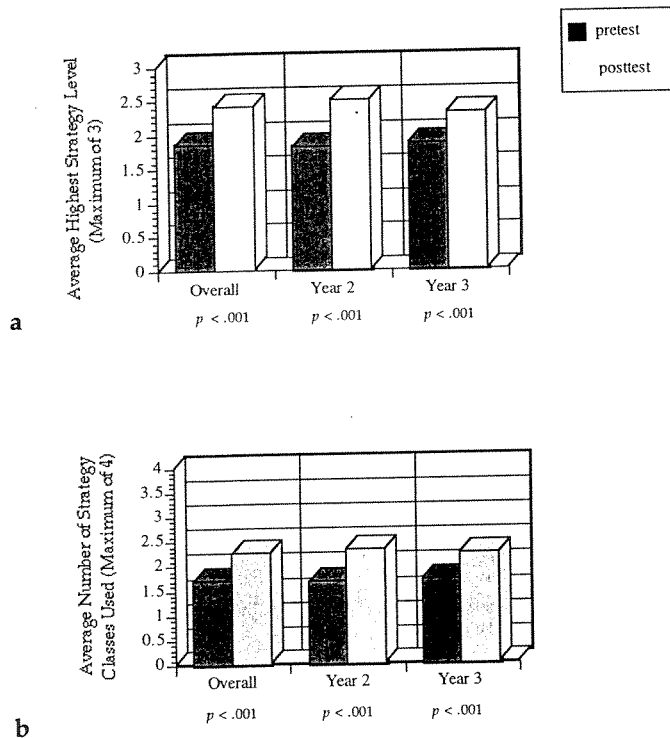 pretest
posttest
Average Highest Strategy Level
(Maximum of 3)
3
2.5
2
1.5
1
0.5
0
Overall
Year 2
Year 3
p < .001
p < .001
p < .001
a
Average Number of Strategy
Classes Used (Maximum of 4)
4
3.5
3
2.5
2
1.5
1
0.5
0
Overall
Year 2
Year 3
p < .001
p < .001
p < .001
b